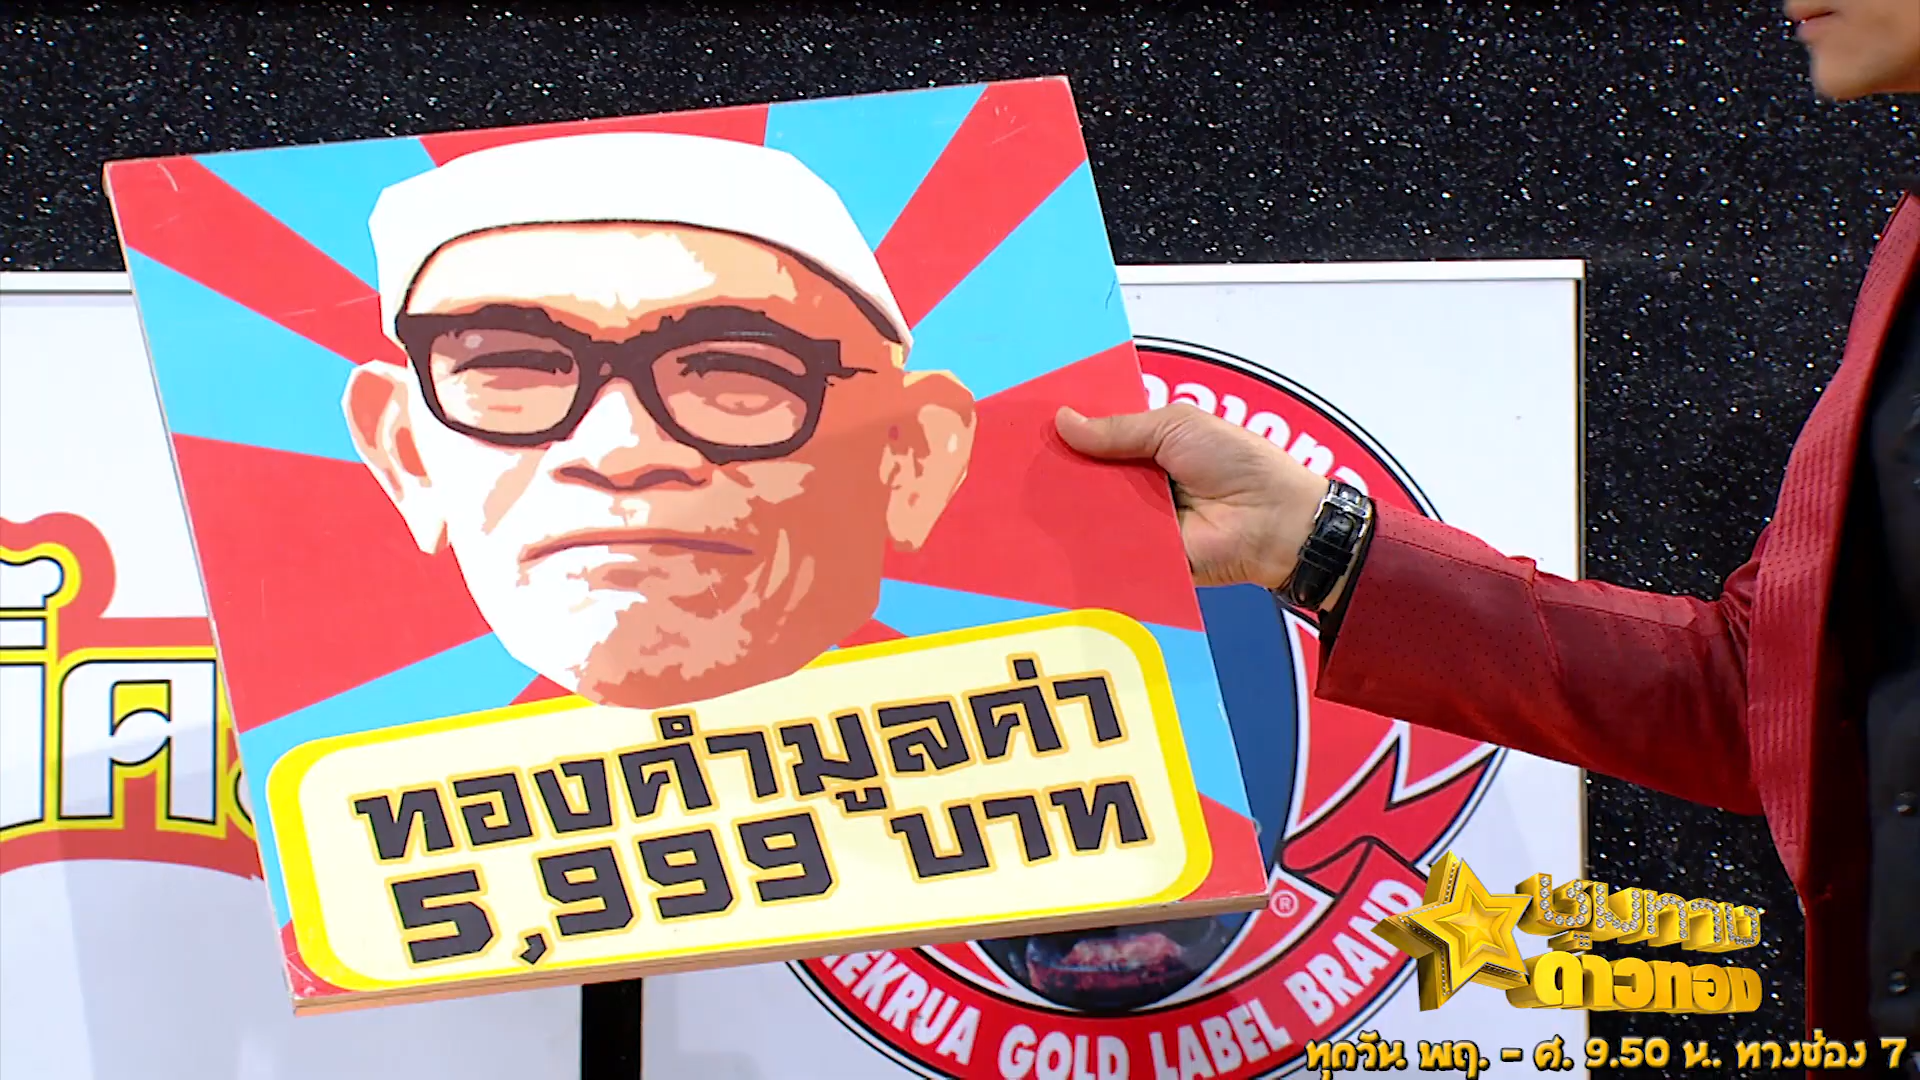 ทองคำมูลค่า
5,999 บาท
GOLD LABEL BRAND
ชุมทาง
ดาวทอง
ทุกวัน พฤ. - ศ. 9.50 น. ทางช่อง 7